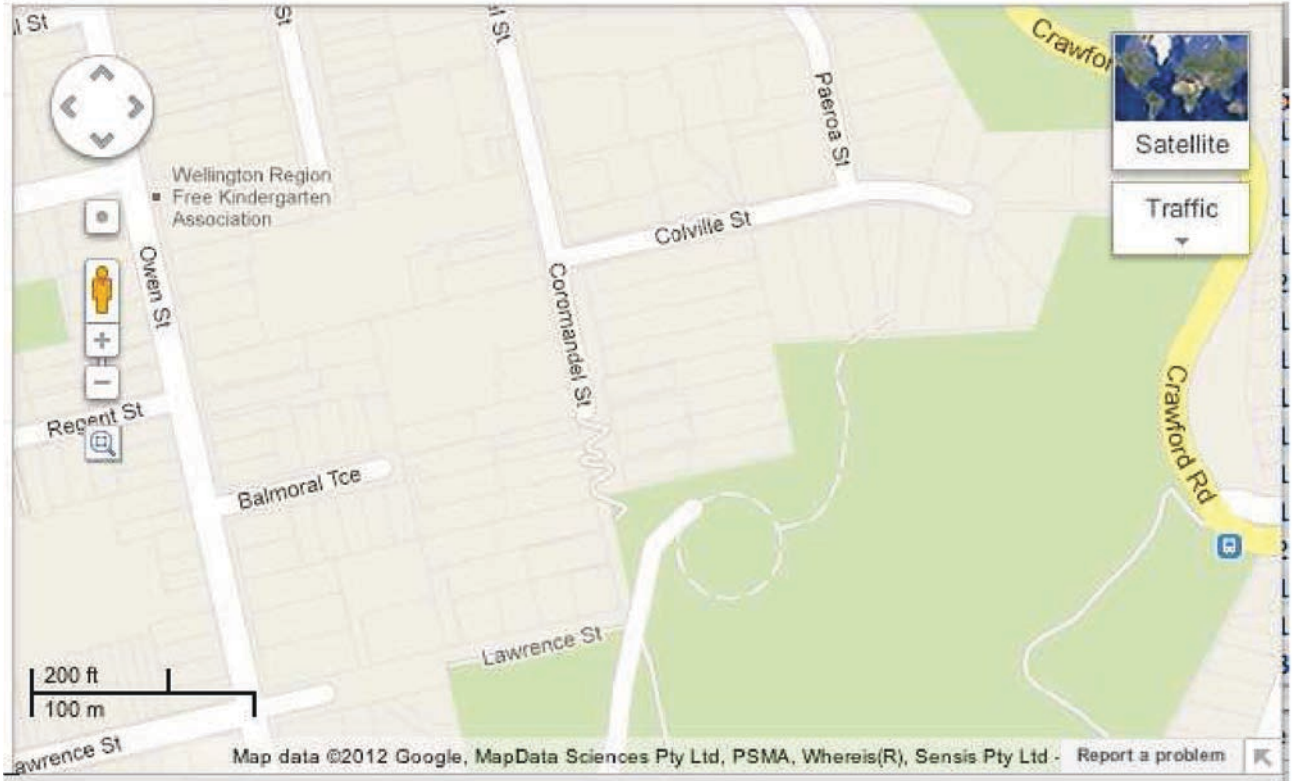 l St
St
el St
Crawfor
Satellite
Traffic
Paeroa St
Wellington Region
Free Kindergarten
Association
Colville St
Owen St
Coromandel St
Crawford Rd
Regent St
Balmoral Tce
Lawrence St
200 ft
100 m
awrence St
Map data ©2012 Google, MapData Sciences Pty Ltd, PSMA, Whereis(R), Sensis Pty Ltd -
Report a problem